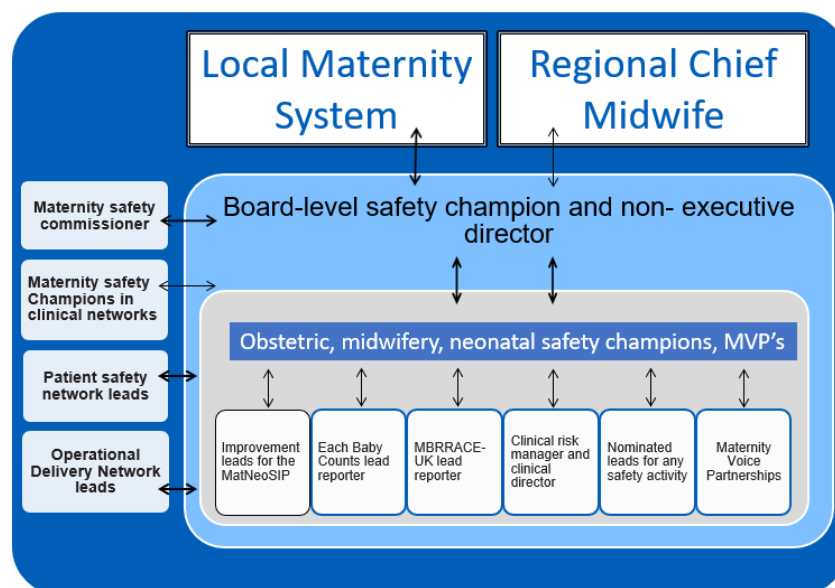 Local Maternity
System
Regional Chief
Midwife
Maternity safety
commissioner
Maternity safety
Champions in
clinical networks
Patient safety
network leads
Operational
Delivery Network
leads
Board-level safety champion and non- executive
director
Obstetric, midwifery, neonatal safety champions, MVP's
Improvement
leads for the
MatNeoSIP
Each Baby
Counts lead
reporter
MBRRACE-
UK lead
reporter
Clinical risk
manager and
clinical
director
Nominated
leads for any
safety activity
Maternity
Voice
Partnerships